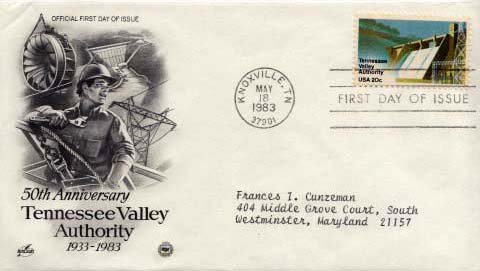 OFFICIAL FIRST DAY OF ISSUE
50th Anniversary
Tennessee Valley
Authority
1933-1983
KNOXVILLE, TN
MAY
18
1983
37901
FIRST DAY OF ISSUE
Tennessee
Valley
Authority
USA 20c
Frances I. Cunzeman
404 Middle Grove Court, South
Westminster, Maryland 21157